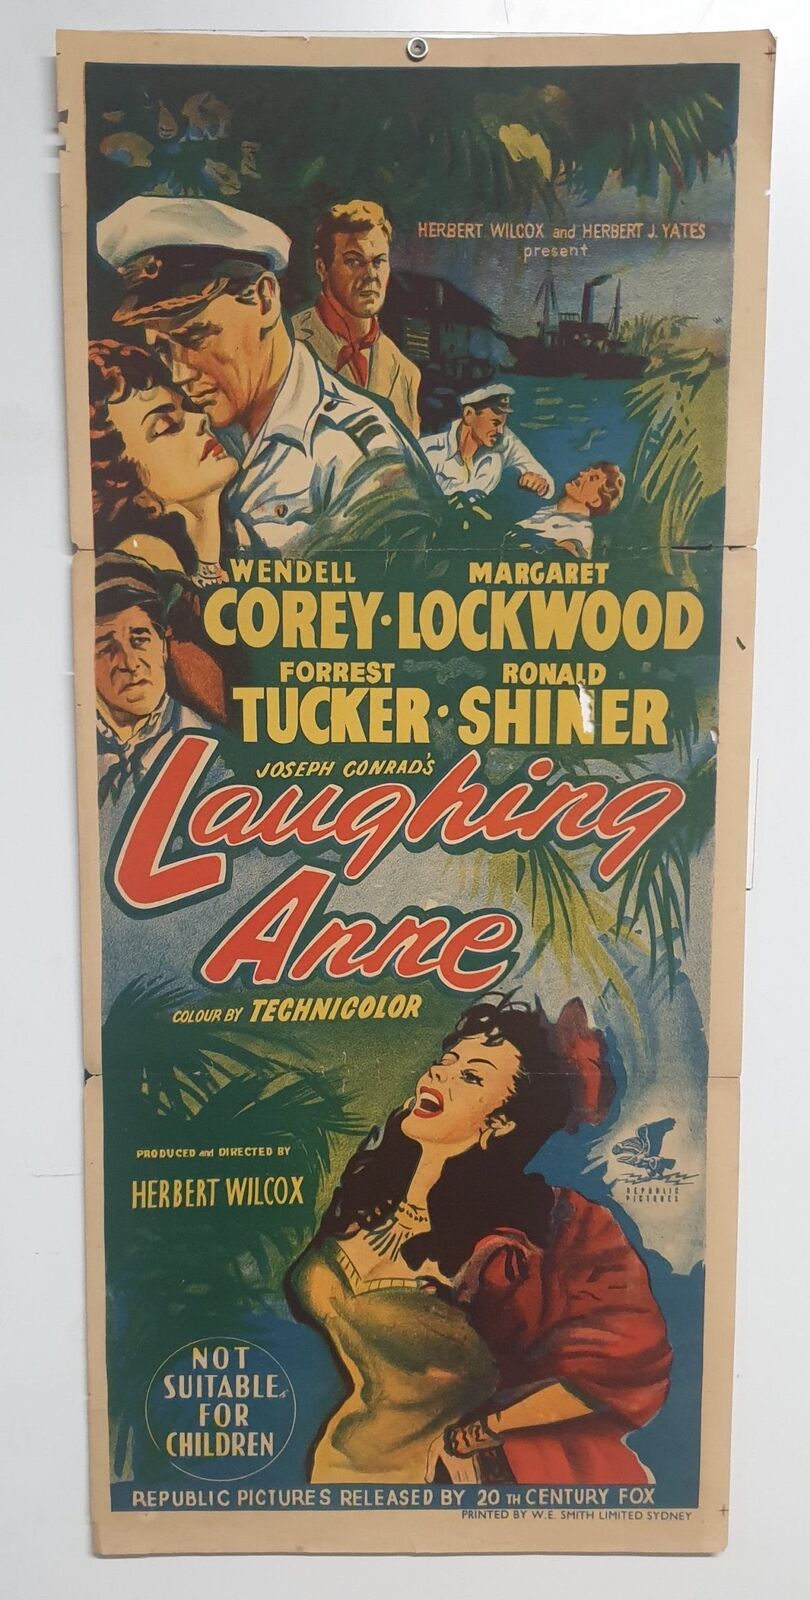 HERBERT WILCOX and HERBERT J. YATES
present
WENDELL MARGARET
COREY · LOCKWOOD
FORREST RONALD
TUCKER · SHINER
JOSEPH CONRAD'S
Laughing
Anne
COLOUR BY TECHNICOLOR
PRODUCED and DIRECTED BY
HERBERT WILCOX
REPUBLIC
PICTURES
NOT
SUITABLE
FOR
CHILDREN
REPUBLIC PICTURES RELEASED BY 20TH CENTURY FOX
PRINTED BY W.E. SMITH LIMITED SYDNEY